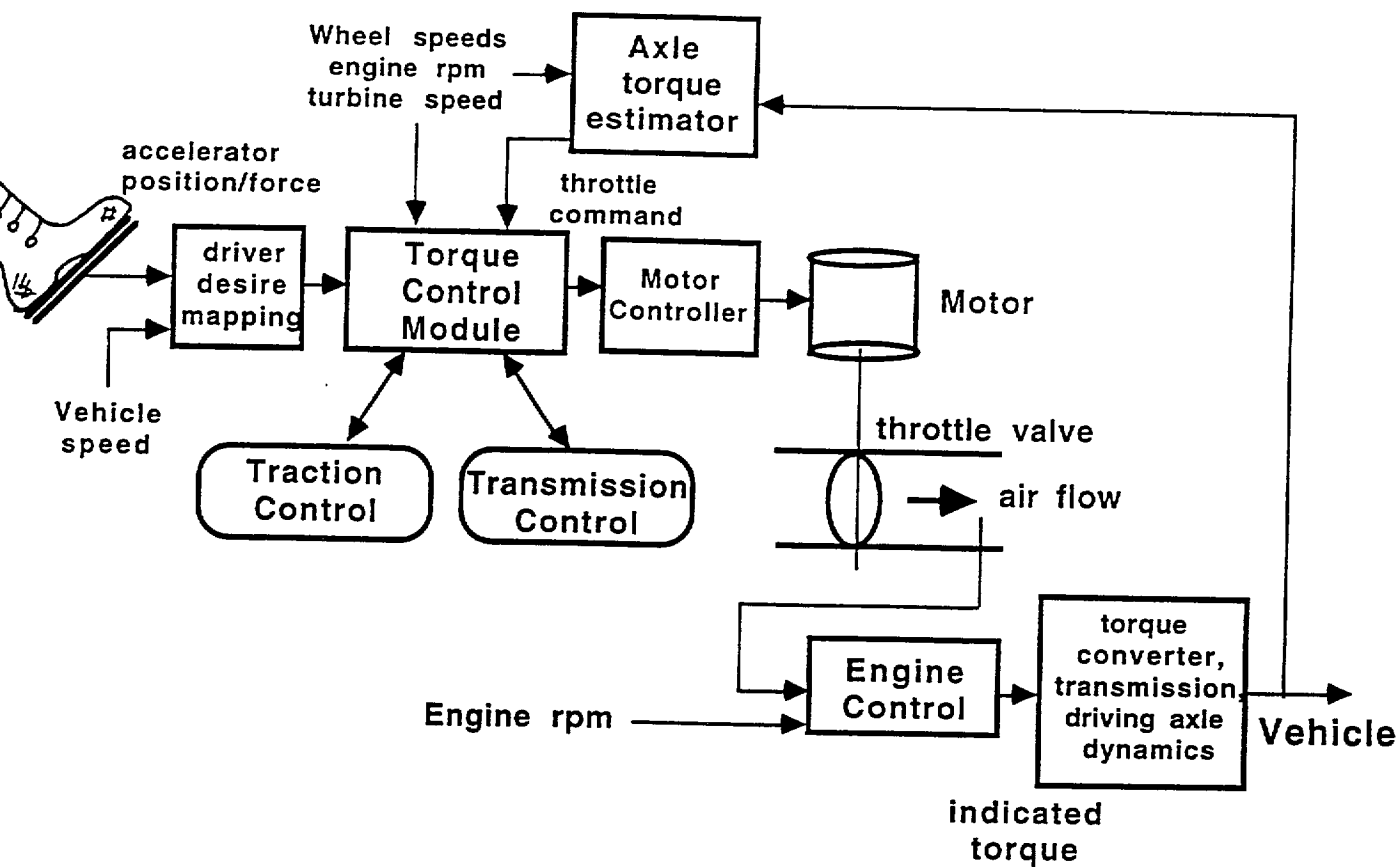 Wheel speeds
engine rpm
turbine speed
Axle
torque
estimator
accelerator
position/force
throttle
command
driver
desire
mapping
Torque
Control
Module
Motor
Controller
Motor
Vehicle
speed
Traction
Control
Transmission
Control
throttle valve
air flow
Engine rpm
Engine
Control
torque
converter,
transmission,
driving axle
dynamics
Vehicle
indicated
torque